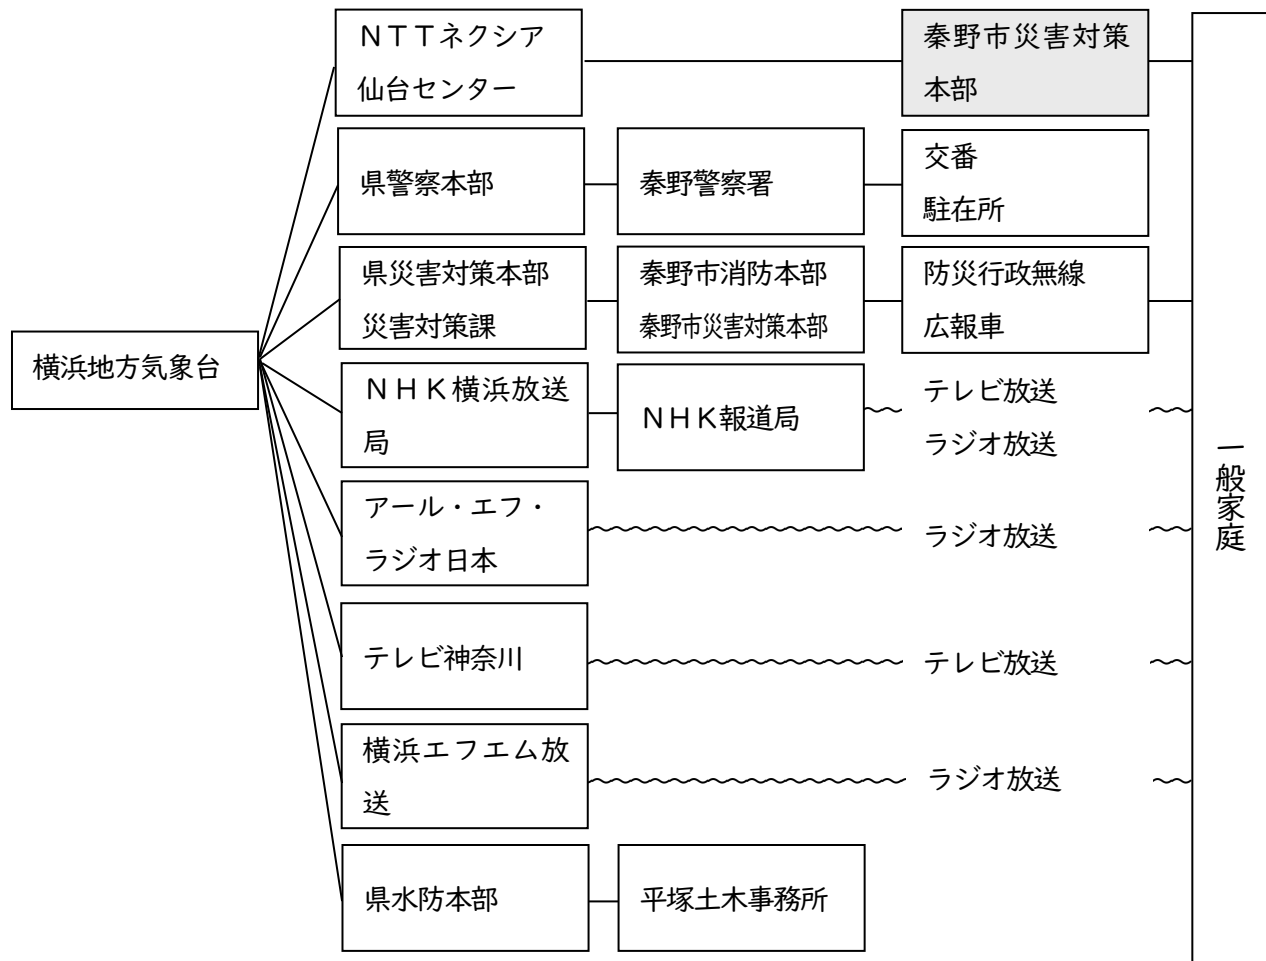 横浜地方気象台
ＮＴＴネクシア
仙台センター
秦野市災害対策
本部
県警察本部
秦野警察署
交番
駐在所
県災害対策本部
災害対策課
秦野市消防本部
秦野市災害対策本部
防災行政無線
広報車
ＮＨＫ横浜放送
局
ＮＨＫ報道局
テレビ放送
ラジオ放送
アール・エフ・
ラジオ日本
ラジオ放送
テレビ神奈川
テレビ放送
横浜エフエム放
送
ラジオ放送
県水防本部
平塚土木事務所
一般家庭